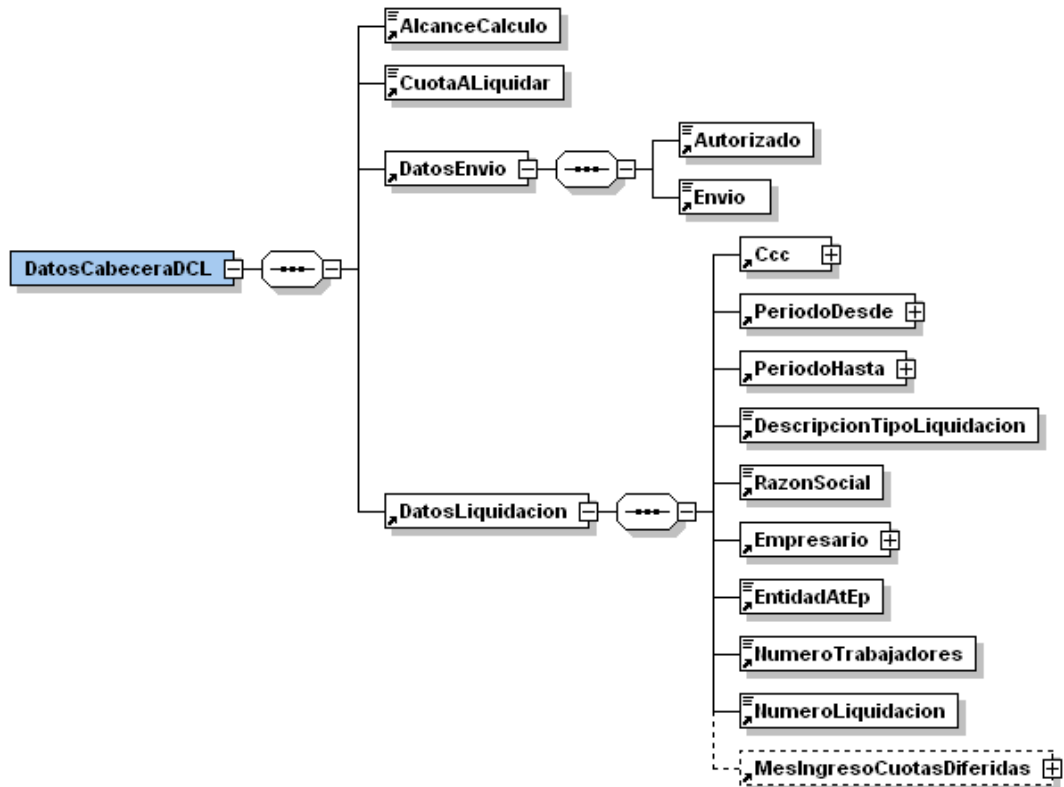 AlcanceCalculo
CuotaALiquidar
Autorizado
DatosEnvio
Envio
Ccc
DatosCabeceraDCL
PeriodoDesde
PeriodoHasta
DescripcionTipoLiquidacion
RazonSocial
DatosLiquidacion
Empresario
EntidadAtEp
NumeroTrabajadores
NumeroLiquidacion
MesIngresoCuotasDiferidas